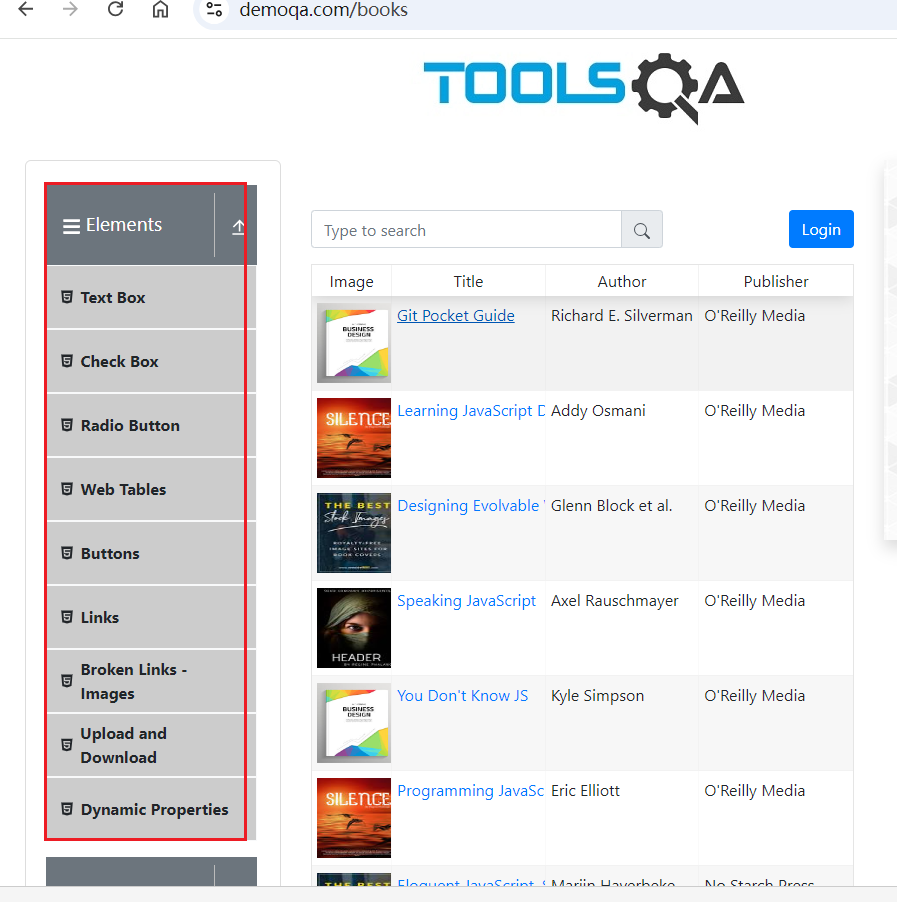 demoqa.com/books
TOOLSQA
Elements
Text Box
Check Box
Radio Button
Web Tables
Buttons
Links
Broken Links -
Images
Upload and
Download
Dynamic Properties
Type to search
Login
Image Title Author Publisher
BUSINESS
DESIGN
Git Pocket Guide Richard E. Silverman O'Reilly Media
SILENCE
Learning JavaScript D Addy Osmani O'Reilly Media
THE BEST
Stock Images
ROYALTY-FREE
IMAGE SITES FOR
BOOK COVERS
Designing Evolvable Glenn Block et al. O'Reilly Media
HEADER
Speaking JavaScript Axel Rauschmayer O'Reilly Media
BUSINESS
DESIGN
You Don't Know JS Kyle Simpson O'Reilly Media
SILENCE
Programming JavaSc Eric Elliott O'Reilly Media
THE BEST
Eloquent JavaScript, Marijn Haverbeke No Starch Press